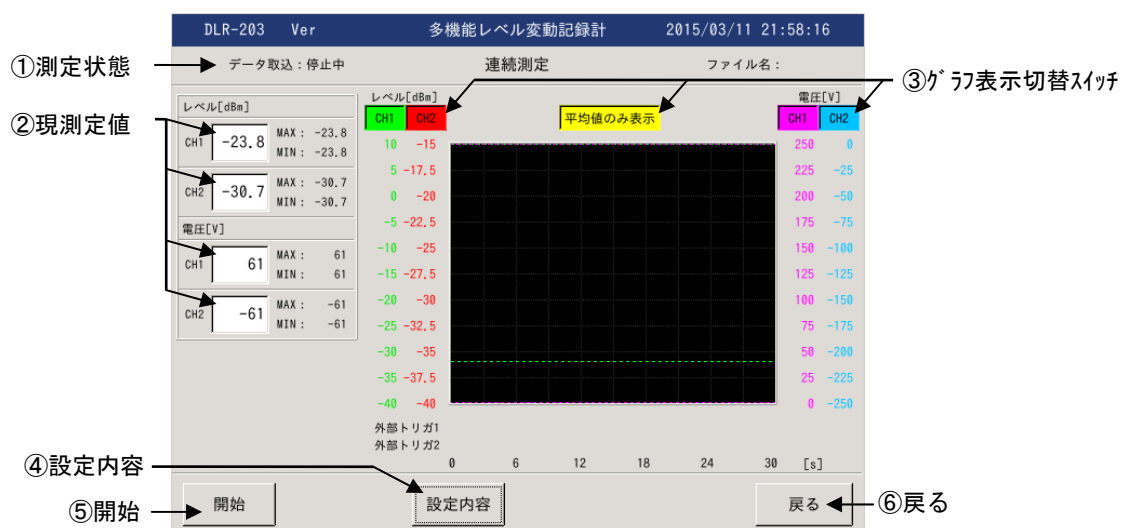 DLR-203 Ver 多機能レベル変動記録計 2015/03/11 21:58:16
①測定状態
データ取込：停止中 連続測定 ファイル名：
③ｸﾞﾗﾌ表示切替ｽｲｯﾁ
②現測定値
レベル[dBm]
CH1 -23.8 MAX： -23.8
MIN： -23.8
CH2 -30.7 MAX： -30.7
MIN： -30.7
電圧[V]
CH1 61 MAX： 61
MIN： 61
CH2 -61 MAX： -61
MIN： -61
レベル[dBm] 電圧[V]
CH1 CH2 平均値のみ表示 CH1 CH2
10 -15 250 0
5 -17.5 225 -25
0 -20 200 -50
-5 -22.5 175 -75
-10 -25 150 -100
-15 -27.5 125 -125
-20 -30 100 -150
-25 -32.5 75 -175
-30 -35 50 -200
-35 -37.5 25 -225
-40 -40 0 -250
外部トリガ1
外部トリガ2
0 6 12 18 24 30 [s]
④設定内容
⑤開始
開始 設定内容 戻る
⑥戻る